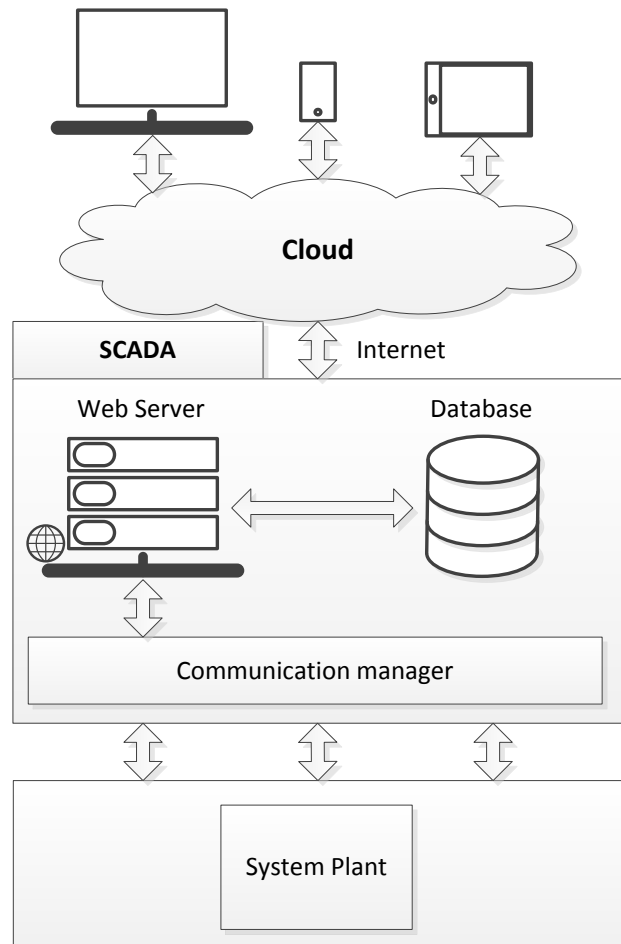 Cloud
SCADA
Internet
Web Server
Database
Communication manager
System Plant